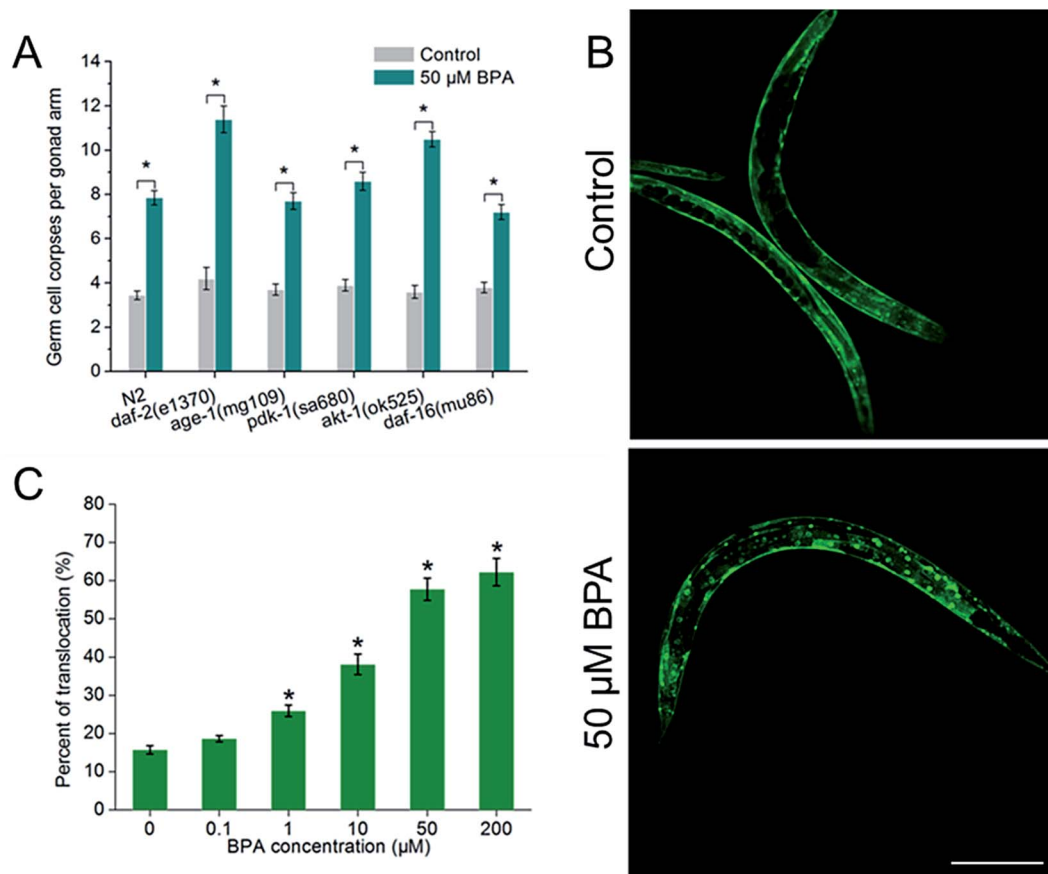 A
Control
50 µM BPA
Germ cell corpses per gonad arm
14
12
10
8
6
4
2
0
*
*
*
*
*
*
N2
daf-2(e1370)
age-1(mg109)
pdk-1(sa680)
akt-1(ok525)
daf-16(mu86)
B
Control
50 µM BPA
C
Percent of translocation (%)
80
70
60
50
40
30
20
10
0
*
*
*
*
0 0.1 1 10 50 200
BPA concentration (µM)